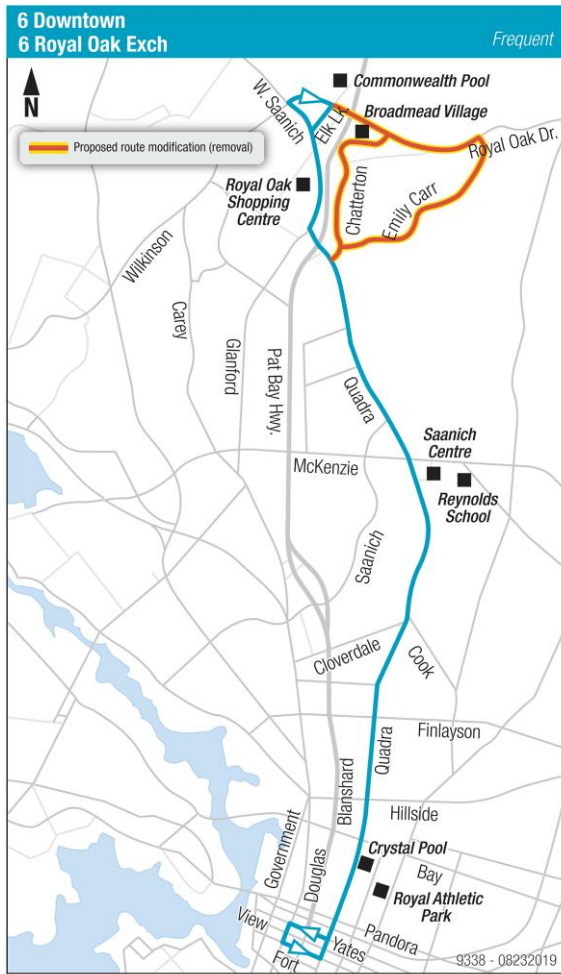 6 Downtown
6 Royal Oak Exch
Frequent
N
Commonwealth Pool
W. Saanich
Elk Lk.
Broadmead Village
Royal Oak Dr.
Proposed route modification (removal)
Royal Oak
Shopping
Centre
Chatterton
Emily Carr
Wilkinson
Carey
Glanford
Pat Bay Hwy.
Quadra
Saanich
Centre
McKenzie
Reynolds
School
Saanich
Cloverdale
Cook
Finlayson
Quadra
Blanshard
Hillside
Government
Douglas
Crystal Pool
Bay
Royal Athletic
Park
View
Yates
Pandora
Fort
9338 - 08232019